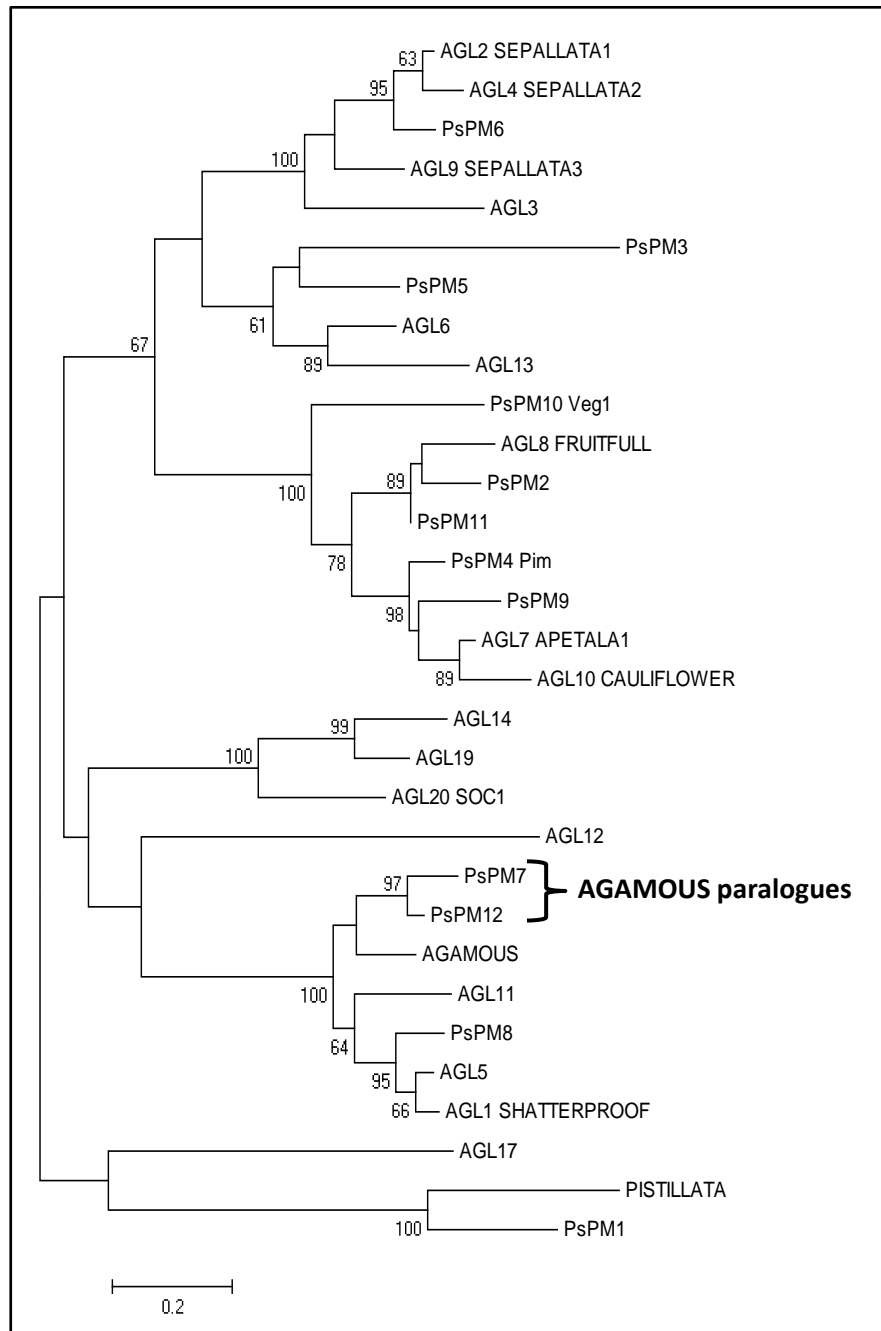 AGL2 SEPALLATA1
63
AGL4 SEPALLATA2
95
PsPM6
100
AGL9 SEPALLATA3
AGL3
PsPM3
PsPM5
61
AGL6
67
89
AGL13
PsPM10 Veg1
AGL8 FRUITFULL
89
PsPM2
100
PsPM11
78
PsPM4 Pim
98
PsPM9
AGL7 APETALA1
89
AGL10 CAULIFLOWER
AGL14
99
100
AGL19
AGL20 SOC1
AGL12
97
PsPM7
AGAMOUS paralogues
PsPM12
AGAMOUS
100
AGL11
64
PsPM8
95
AGL5
66
AGL1 SHATTERPROOF
AGL17
PISTILLATA
100
PsPM1
0.2